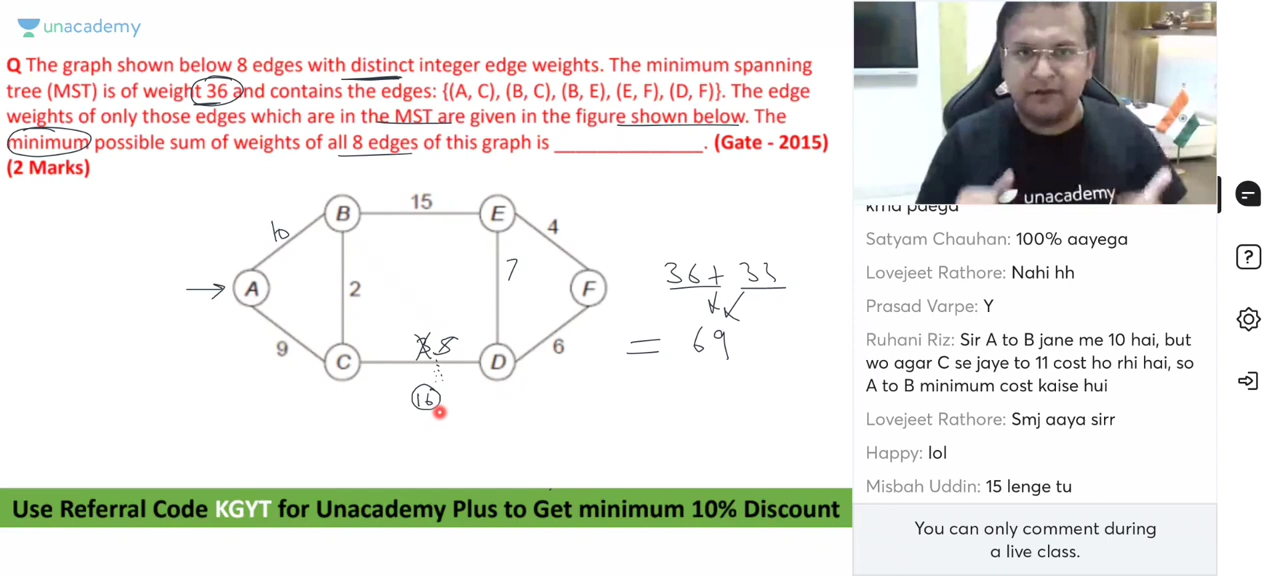 unacademy
Q The graph shown below 8 edges with distinct integer edge weights. The minimum spanning
tree (MST) is of weight 36 and contains the edges: {(A, C), (B, C), (B, E), (E, F), (D, F)}. The edge
weights of only those edges which are in the MST are given in the figure shown below. The
minimum possible sum of weights of all 8 edges of this graph is ________________. (Gate - 2015)
(2 Marks)
B
15
E
10
4
A
2
7
F
9
6
C
15
D
16
36 + 33
= 69
Use Referral Code KGYT for Unacademy Plus to Get minimum 10% Discount
unacademy
Satyam Chauhan: 100% aayega
Lovejeet Rathore: Nahi hh
Prasad Varpe: Y
Ruhani Riz: Sir A to B jane me 10 hai, but
wo agar C se jaye to 11 cost ho rhi hai, so
A to B minimum cost kaise hui
Lovejeet Rathore: Smj aaya sirr
Happy: lol
Misbah Uddin: 15 lenge tu
You can only comment during
a live class.